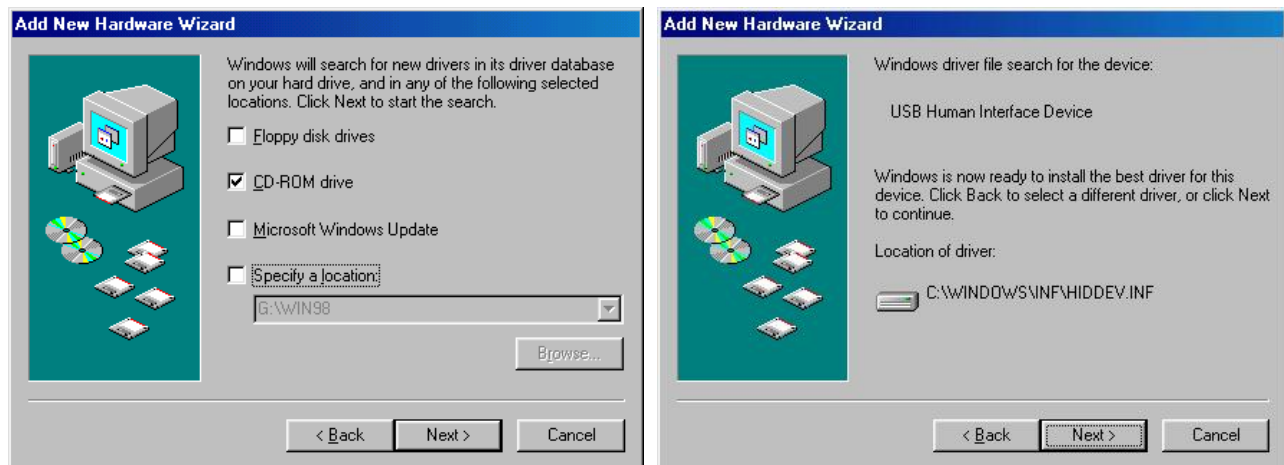 Add New Hardware Wizard
Windows will search for new drivers in its driver database
on your hard drive, and in any of the following selected
locations. Click Next to start the search.
Floppy disk drives
CD-ROM drive
Microsoft Windows Update
Specify a location:
G:\WIN98
Browse...
< Back
Next >
Cancel
Add New Hardware Wizard
Windows driver file search for the device:
USB Human Interface Device
Windows is now ready to install the best driver for this
device. Click Back to select a different driver, or click Next
to continue.
Location of driver:
C:\WINDOWS\INF\HIDDEV.INF
< Back
Next >
Cancel